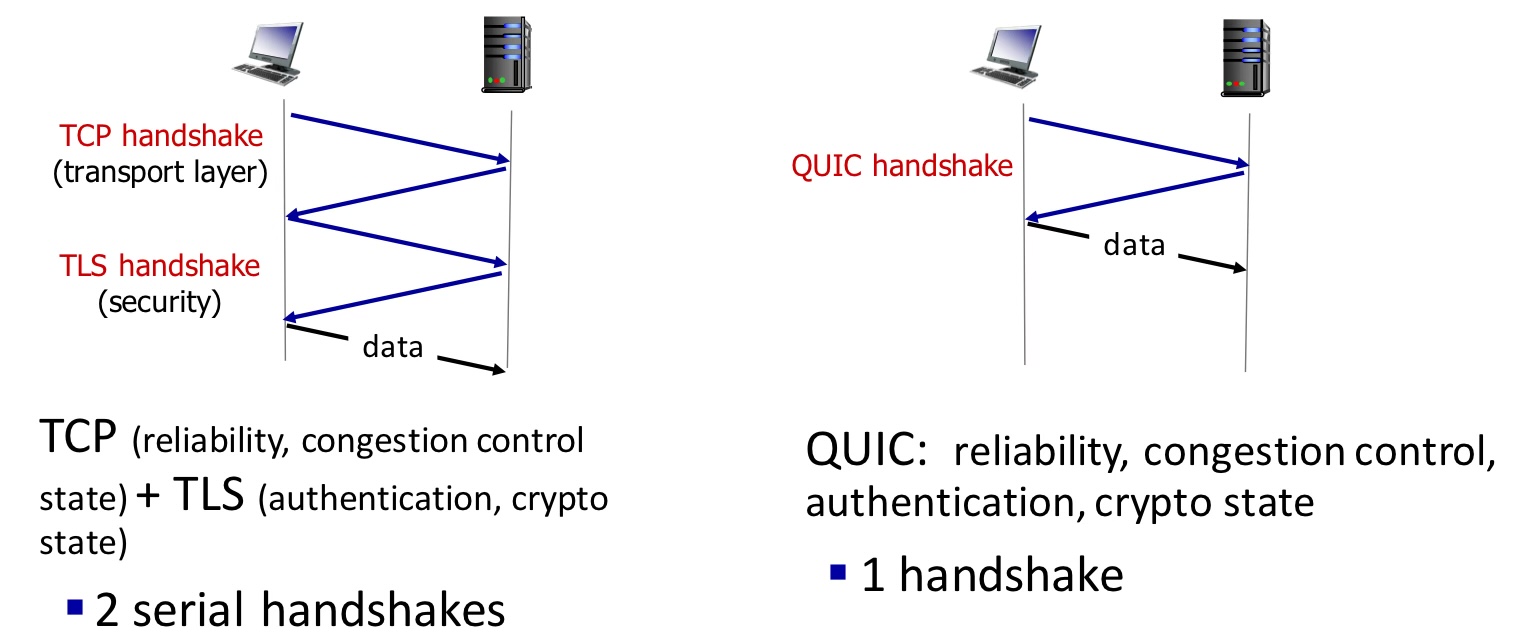 TCP handshake
(transport layer)
TLS handshake
(security)
data
TCP (reliability, congestion control
state) + TLS (authentication, crypto
state)
▪ 2 serial handshakes
QUIC handshake
data
QUIC: reliability, congestion control,
authentication, crypto state
▪ 1 handshake